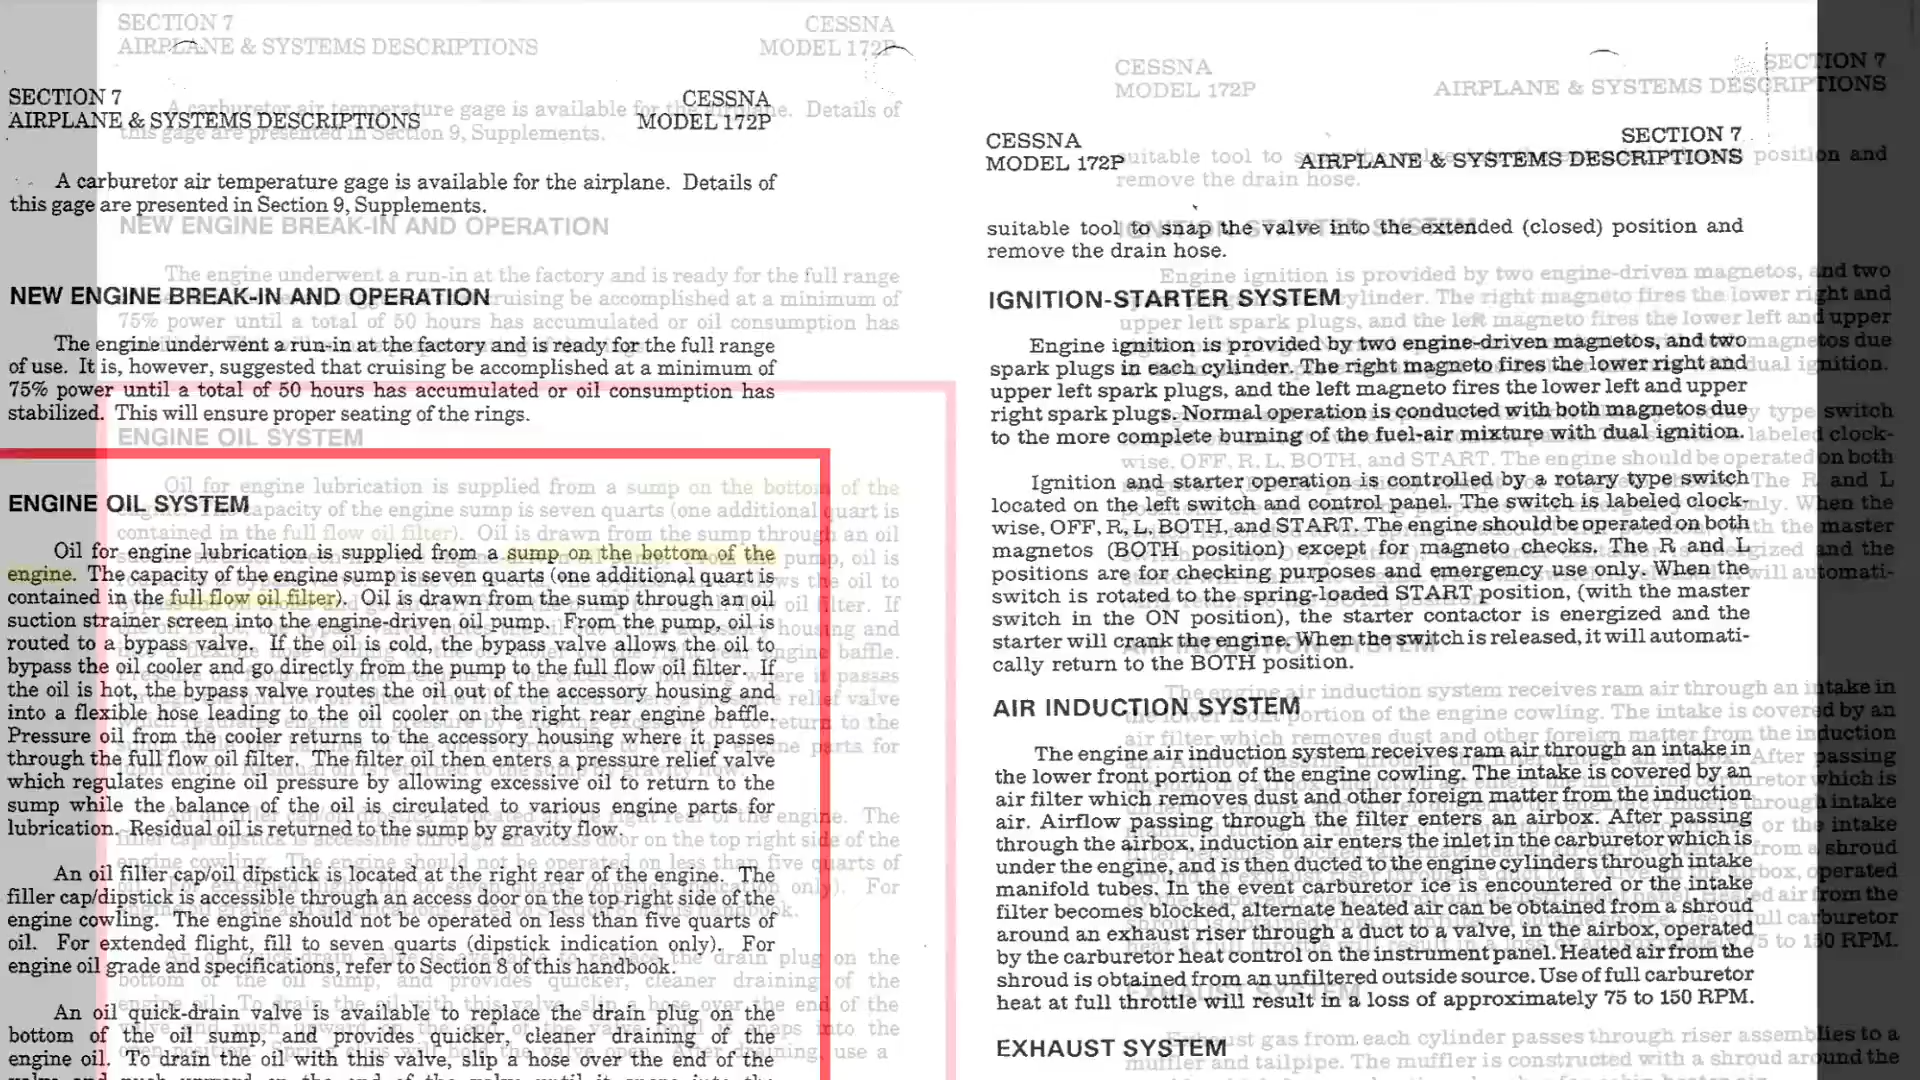 SECTION 7
AIRPLANE & SYSTEMS DESCRIPTIONS
CESSNA
MODEL 172P
A carburetor air temperature gage is available for the airplane. Details of
this gage are presented in Section 9, Supplements.
NEW ENGINE BREAK-IN AND OPERATION
The engine underwent a run-in at the factory and is ready for the full range
of use. It is, however, suggested that cruising be accomplished at a minimum of
75% power until a total of 50 hours has accumulated or oil consumption has
stabilized. This will ensure proper seating of the rings.
ENGINE OIL SYSTEM
Oil for engine lubrication is supplied from a sump on the bottom of the
engine. The capacity of the engine sump is seven quarts (one additional quart is
contained in the full flow oil filter). Oil is drawn from the sump through an oil
suction strainer screen into the engine-driven oil pump. From the pump, oil is
routed to a bypass valve. If the oil is cold, the bypass valve allows the oil to
bypass the oil cooler and go directly from the pump to the full flow oil filter. If
the oil is hot, the bypass valve routes the oil out of the accessory housing and
into a flexible hose leading to the oil cooler on the right rear engine baffle.
Pressure oil from the cooler returns to the accessory housing where it passes
through the full flow oil filter. The filter oil then enters a pressure relief valve
which regulates engine oil pressure by allowing excessive oil to return to the
sump while the balance of the oil is circulated to various engine parts for
lubrication. Residual oil is returned to the sump by gravity flow.
An oil filler cap/oil dipstick is located at the right rear of the engine. The
filler cap/dipstick is accessible through an access door on the top right side of the
engine cowling. The engine should not be operated on less than five quarts of
oil. For extended flight, fill to seven quarts (dipstick indication only). For
engine oil grade and specifications, refer to Section 8 of this handbook.
An oil quick-drain valve is available to replace the drain plug on the
bottom of the oil sump, and provides quicker, cleaner draining of the
engine oil. To drain the oil with this valve, slip a hose over the end of the
CESSNA
MODEL 172P
SECTION 7
AIRPLANE & SYSTEMS DESCRIPTIONS
suitable tool to snap the valve into the extended (closed) position and
remove the drain hose.
IGNITION-STARTER SYSTEM
Engine ignition is provided by two engine-driven magnetos, and two
spark plugs in each cylinder. The right magneto fires the lower right and
upper left spark plugs, and the left magneto fires the lower left and upper
right spark plugs. Normal operation is conducted with both magnetos due
to the more complete burning of the fuel-air mixture with dual ignition.
Ignition and starter operation is controlled by a rotary type switch
located on the left switch and control panel. The switch is labeled clock-
wise, OFF, R, L, BOTH, and START. The engine should be operated on both
magnetos (BOTH position) except for magneto checks. The R and L
positions are for checking purposes and emergency use only. When the
switch is rotated to the spring-loaded START position, (with the master
switch in the ON position), the starter contactor is energized and the
starter will crank the engine. When the switch is released, it will automati-
cally return to the BOTH position.
AIR INDUCTION SYSTEM
The engine air induction system receives ram air through an intake in
the lower front portion of the engine cowling. The intake is covered by an
air filter which removes dust and other foreign matter from the induction
air. Airflow passing through the filter enters an airbox. After passing
through the airbox, induction air enters the inlet in the carburetor which is
under the engine, and is then ducted to the engine cylinders through intake
manifold tubes. In the event carburetor ice is encountered or the intake
filter becomes blocked, alternate heated air can be obtained from a shroud
around an exhaust riser through a duct to a valve, in the airbox, operated
by the carburetor heat control on the instrument panel. Heated air from the
shroud is obtained from an unfiltered outside source. Use of full carburetor
heat at full throttle will result in a loss of approximately 75 to 150 RPM.
EXHAUST SYSTEM